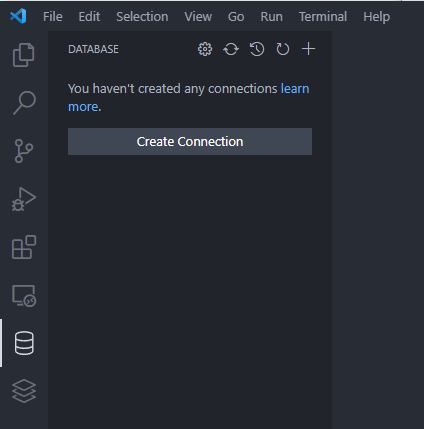 File Edit Selection View Go Run Terminal Help
DATABASE
You haven't created any connections learn
more.
Create Connection